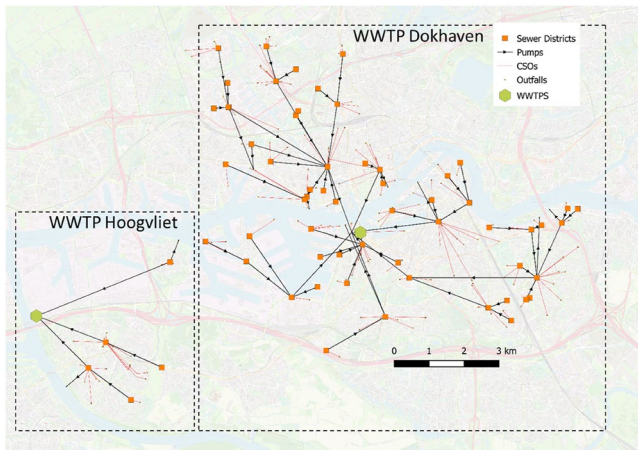 WWTP Dokhaven
Sewer Districts
Pumps
CSOs
Outfalls
WWTPS
WWTP Hoogvliet
0 1 2 3 km